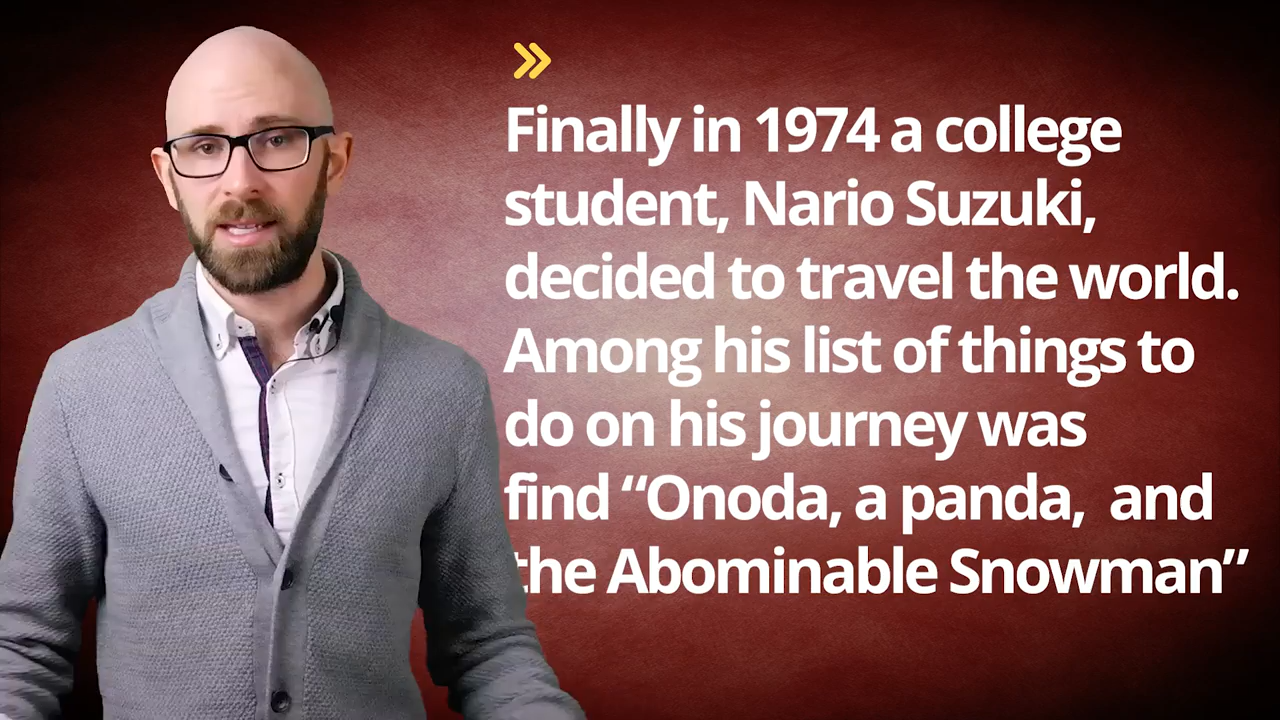 Finally in 1974 a college
student, Nario Suzuki,
decided to travel the world.
Among his list of things to
do on his journey was
find “Onoda, a panda,  and
the Abominable Snowman”